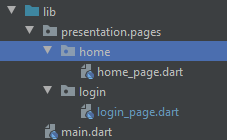 lib
presentation.pages
home
home_page.dart
login
login_page.dart
main.dart